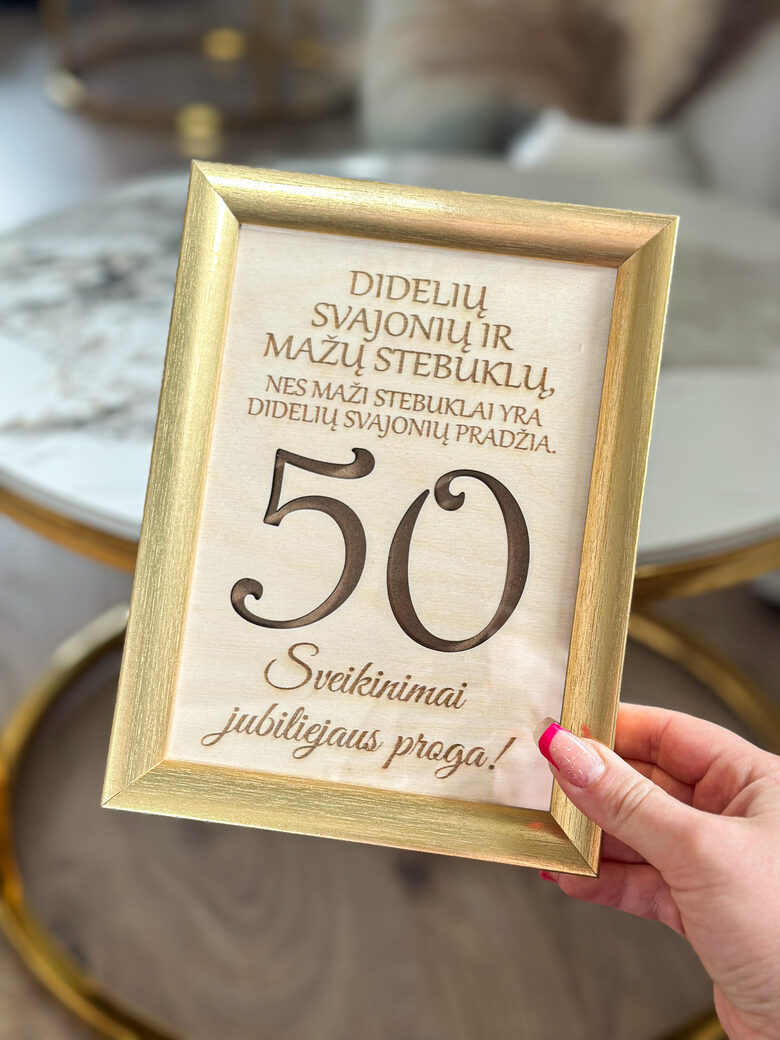 DIDELIŲ
SVAJONIŲ IR
MAŽŲ STEBUKLŲ,
NES MAŽI STEBUKLAI YRA
DIDELIŲ SVAJONIŲ PRADŽIA.
50
Sveikinimai
jubiliejaus proga!